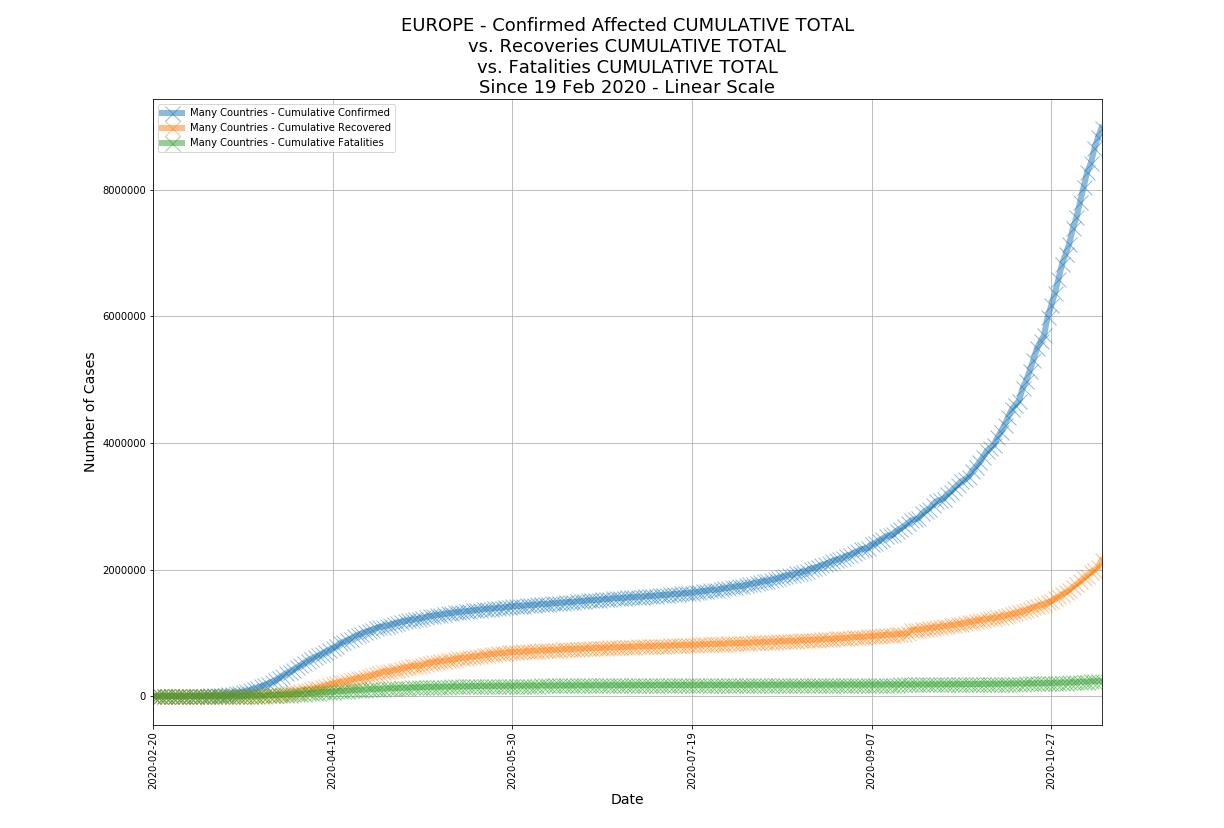 EUROPE - Confirmed Affected CUMULATIVE TOTAL
vs. Recoveries CUMULATIVE TOTAL
vs. Fatalities CUMULATIVE TOTAL
Since 19 Feb 2020 - Linear Scale
Many Countries - Cumulative Confirmed
Many Countries - Cumulative Recovered
Many Countries - Cumulative Fatalities
Number of Cases
8000000
6000000
4000000
2000000
0
2020-02-20
2020-04-10
2020-05-30
2020-07-19
2020-09-07
2020-10-27
Date